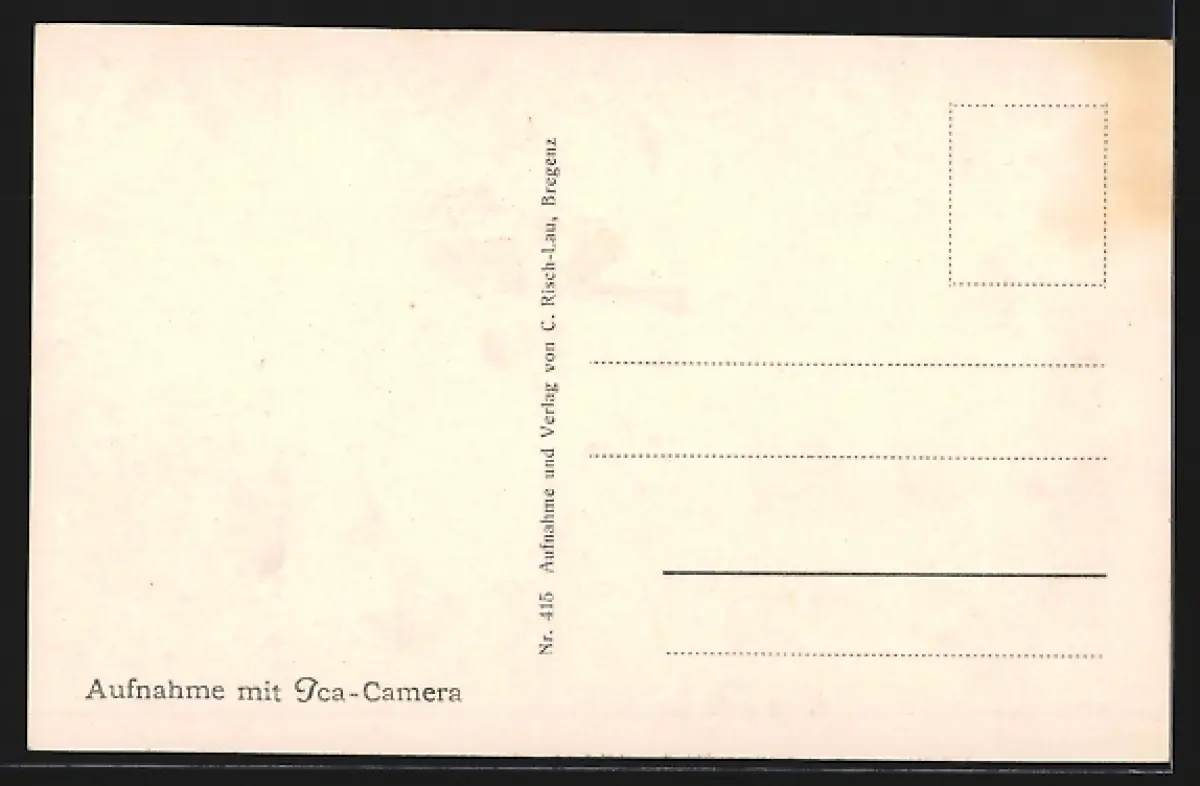 Nr. 415 Aufnahme und Verlag von C. Risch-Lau, Bregenz
Aufnahme mit Ica-Camera